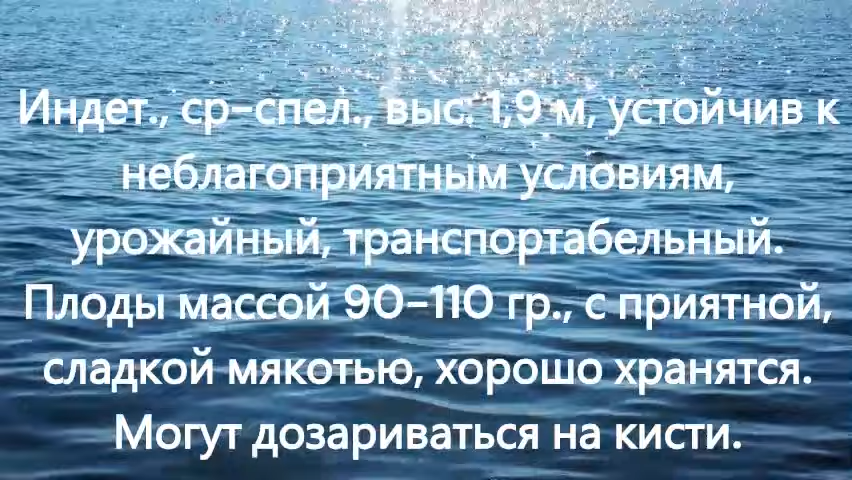 Индет., ср-спел., выс. 1,9 м, устойчив к
неблагоприятным условиям,
урожайный, транспортабельный.
Плоды массой 90-110 гр., с приятной,
сладкой мякотью, хорошо хранятся.
Могут дозариваться на кисти.